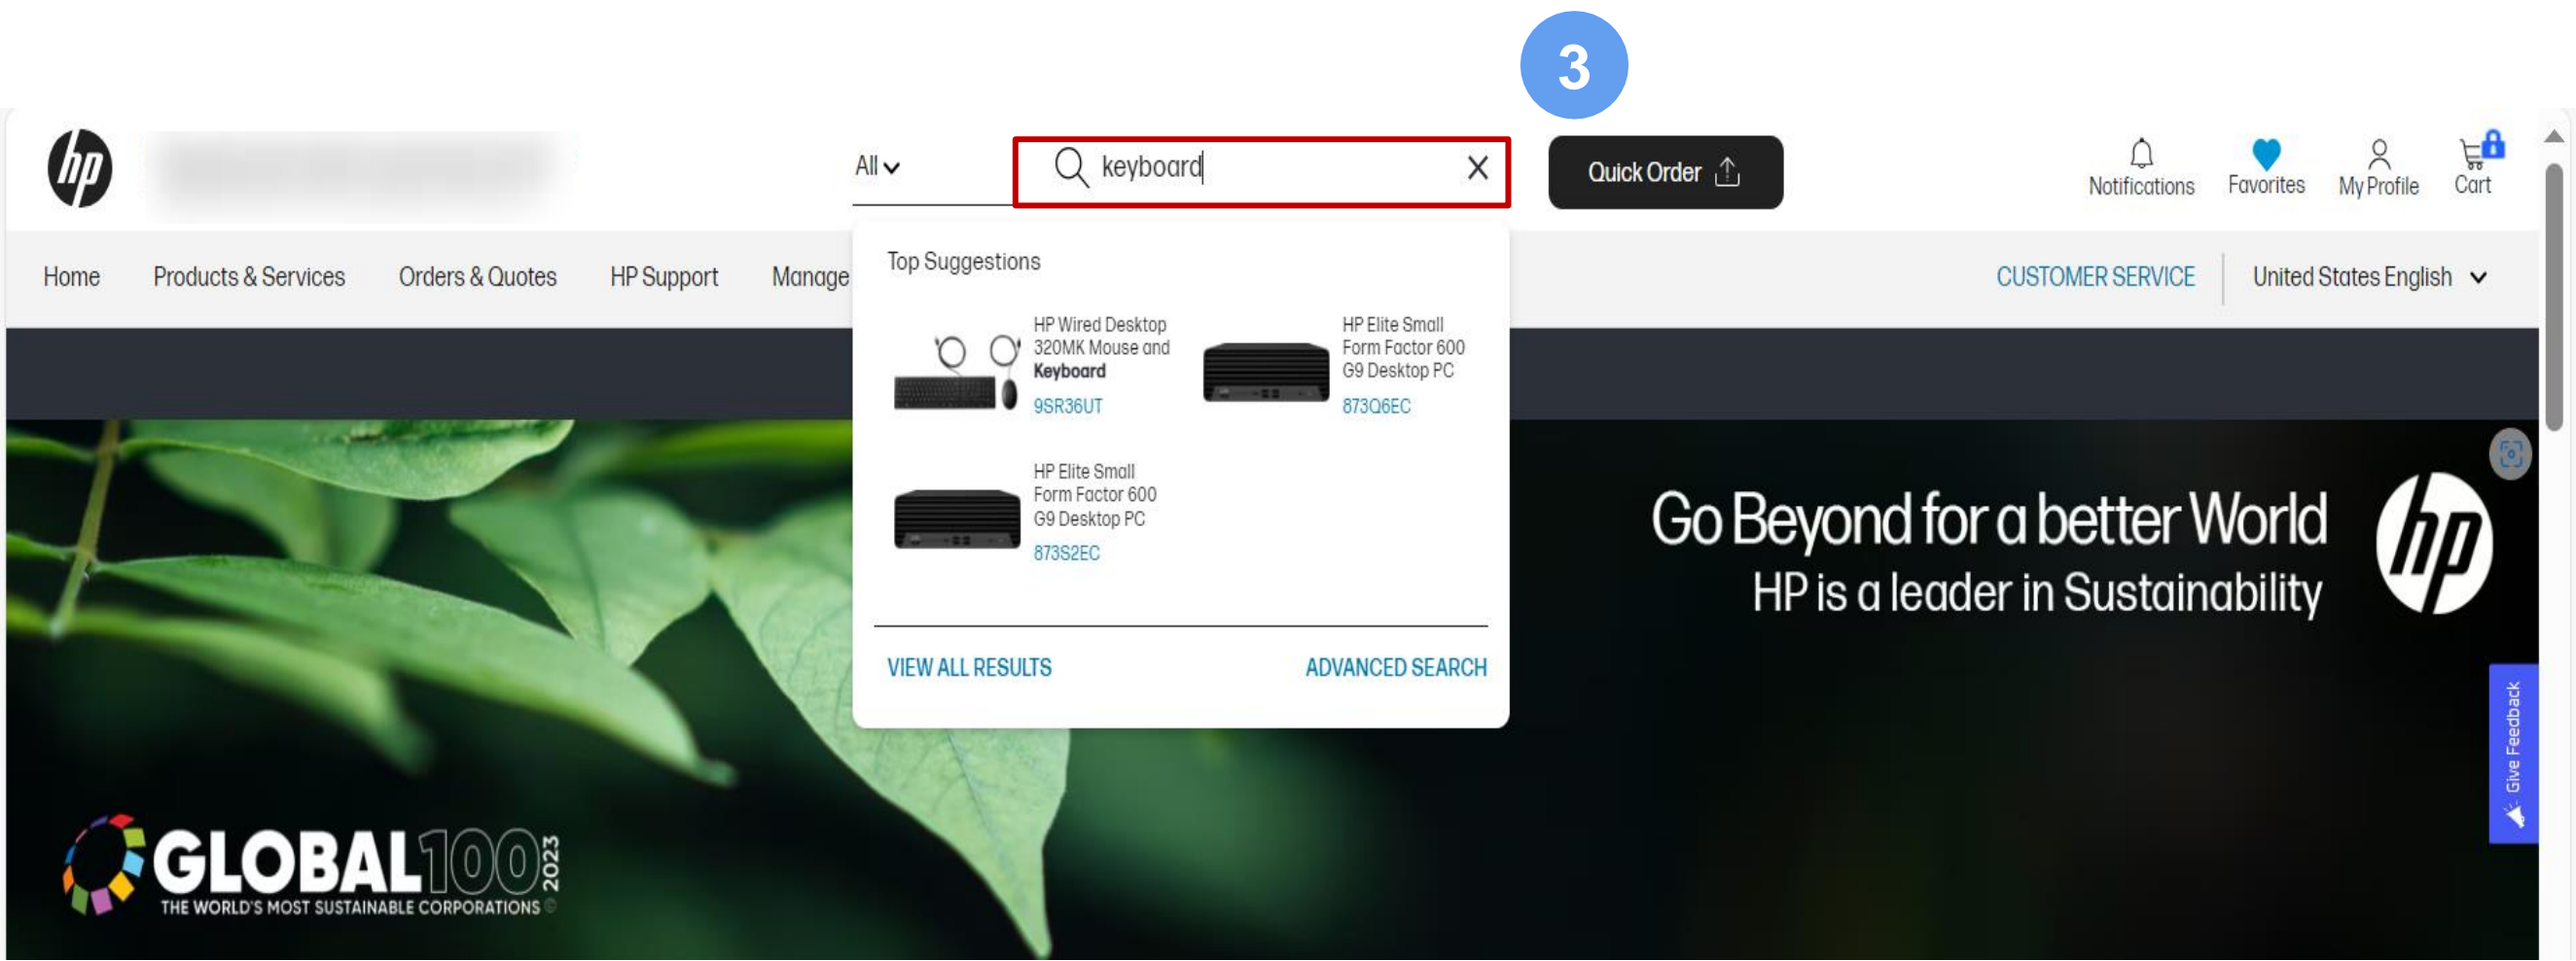 3
hp
All
keyboard
Quick Order
Notifications
Favorites
My Profile
Cart
Home
Products & Services
Orders & Quotes
HP Support
Manage
CUSTOMER SERVICE
United States English
Top Suggestions
HP Wired Desktop
320MK Mouse and
Keyboard
9SR36UT
HP Elite Small
Form Factor 600
G9 Desktop PC
873Q6EC
HP Elite Small
Form Factor 600
G9 Desktop PC
873S2EC
VIEW ALL RESULTS
ADVANCED SEARCH
Go Beyond for a better World
HP is a leader in Sustainability
hp
Give Feedback
GLOBAL100 2023
THE WORLD'S MOST SUSTAINABLE CORPORATIONS ©